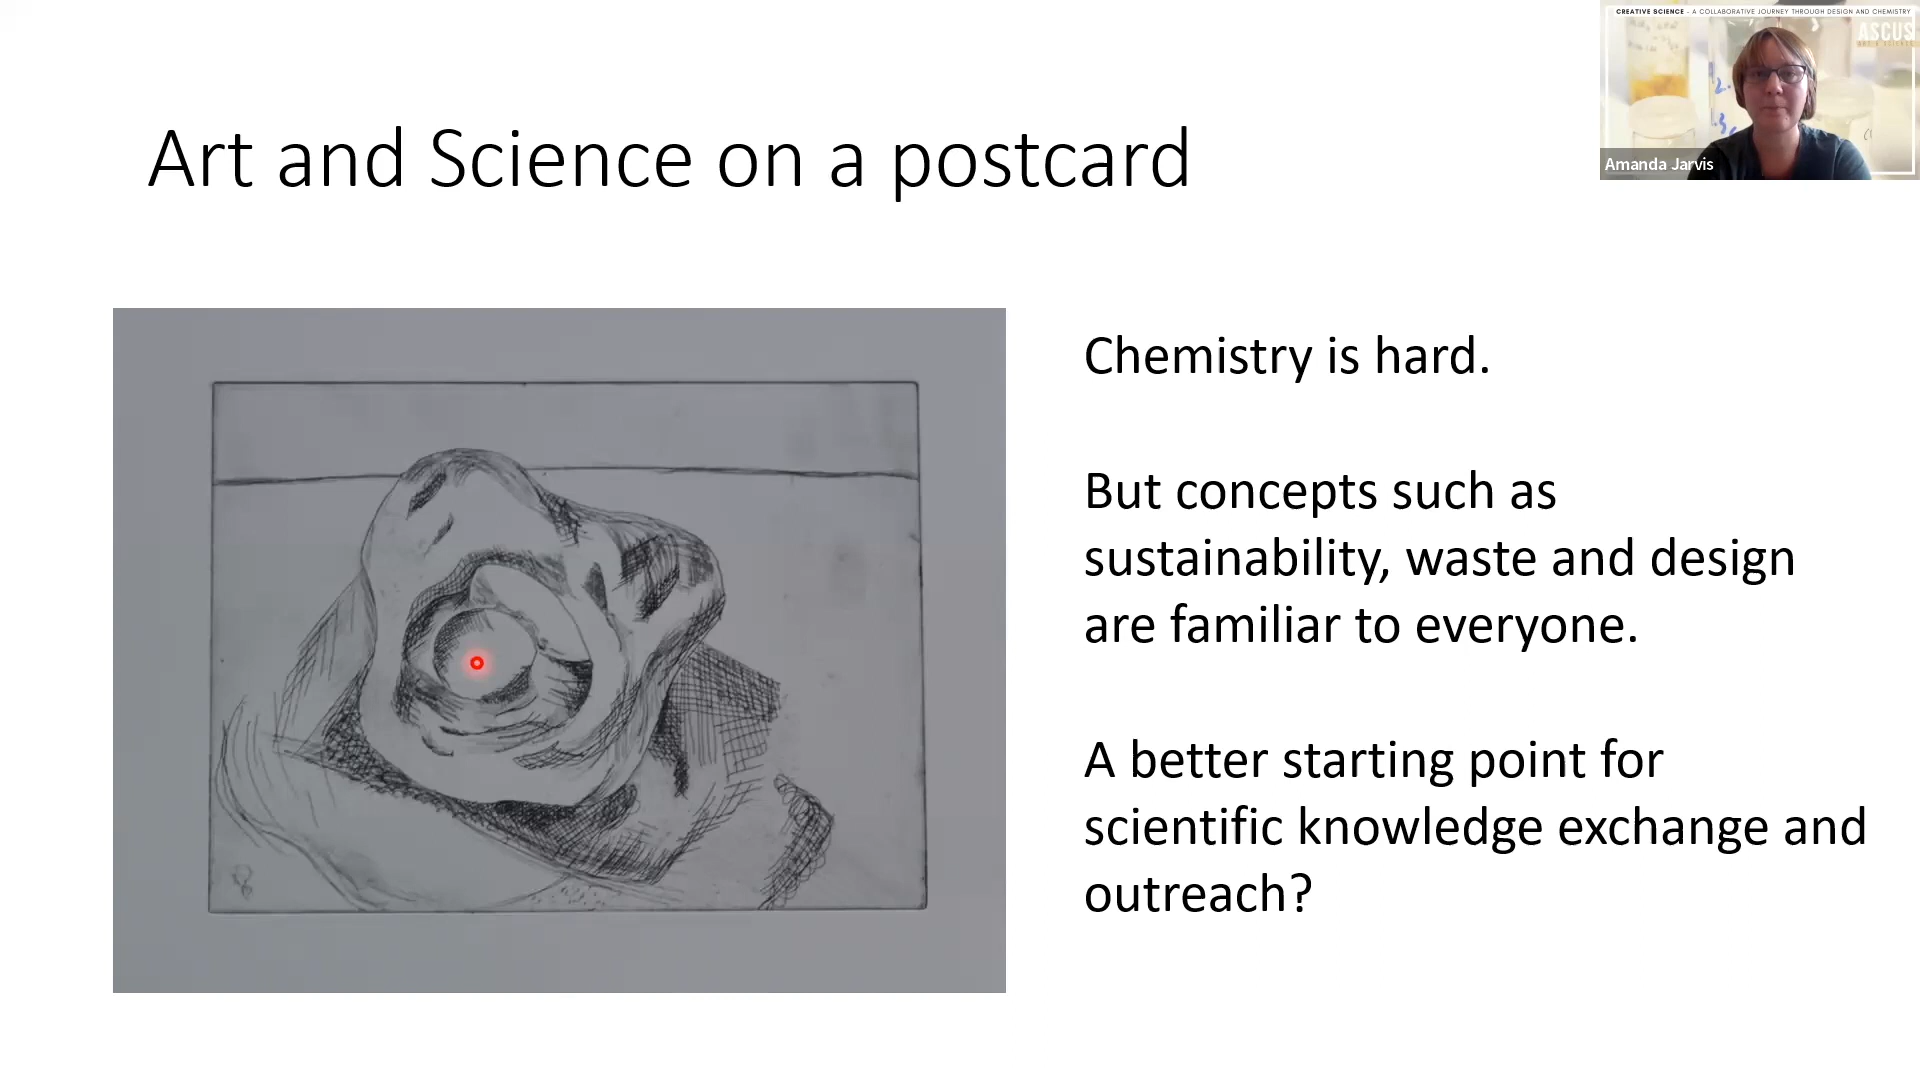 CREATIVE SCIENCE - A COLLABORATIVE JOURNEY THROUGH DESIGN AND CHEMISTRY
ASCUS
Amanda Jarvis
Art and Science on a postcard
Chemistry is hard.
But concepts such as
sustainability, waste and design
are familiar to everyone.
A better starting point for
scientific knowledge exchange and
outreach?